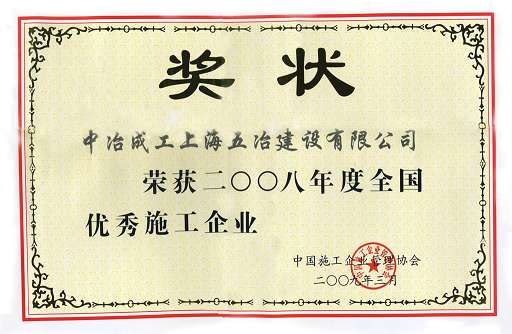 奖状
中冶成工上海五冶建设有限公司
荣获二〇〇八年度全国
优秀施工企业
中国施工企业管理协会
二〇〇九年三月